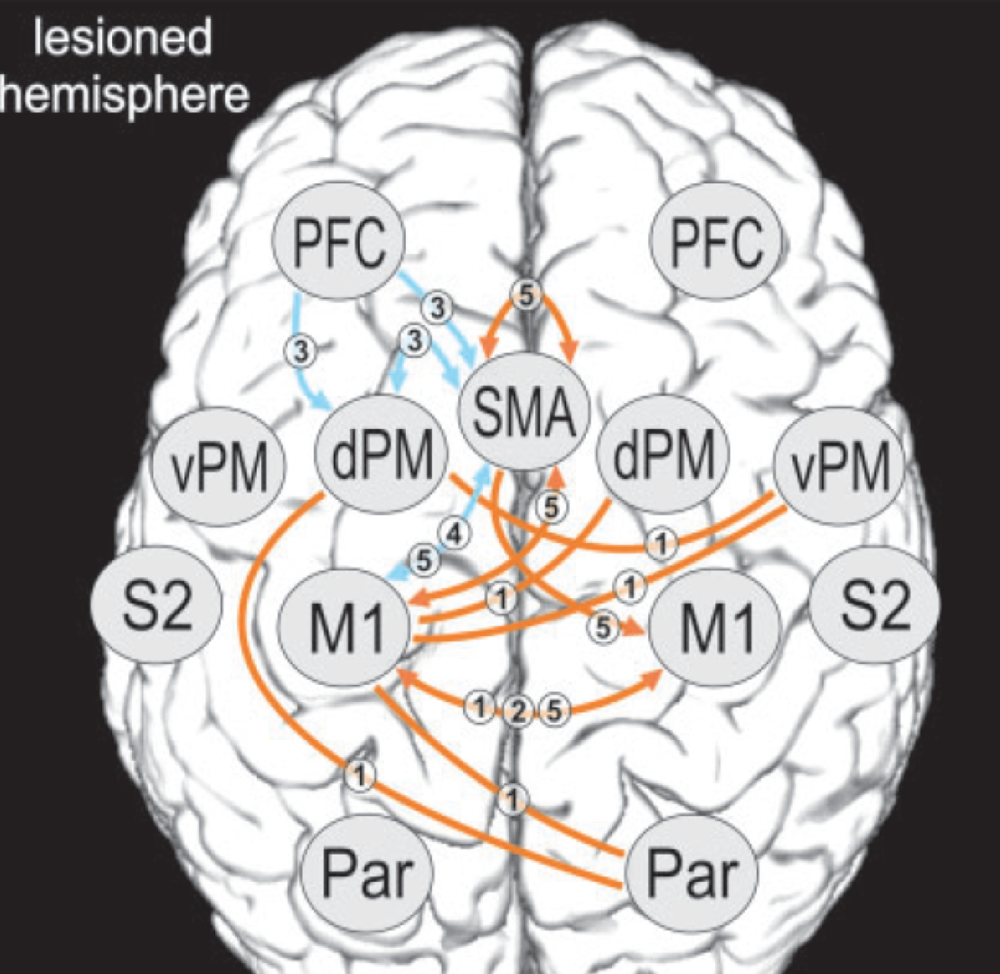 lesioned
hemisphere
PFC
PFC
5
3
3
3
SMA
vPM
dPM
dPM
vPM
5
4
1
5
S2
M1
1
1
5
M1
S2
1 2 5
1
1
Par
Par